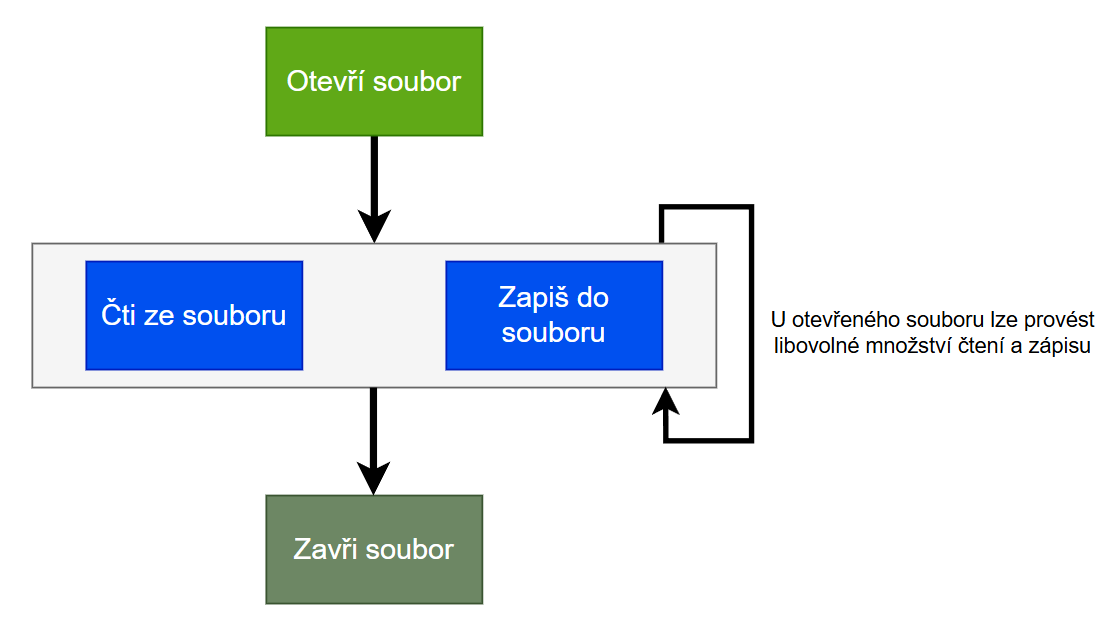 Otevří soubor
Čti ze souboru
Zapiš do
souboru
U otevřeného souboru lze provést
libovolné množství čtení a zápisu
Zavři soubor